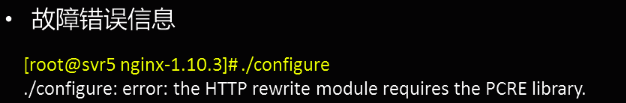 • 故障错误信息
[root@svr5 nginx-1.10.3]# ./configure
./configure: error: the HTTP rewrite module requires the PCRE library.